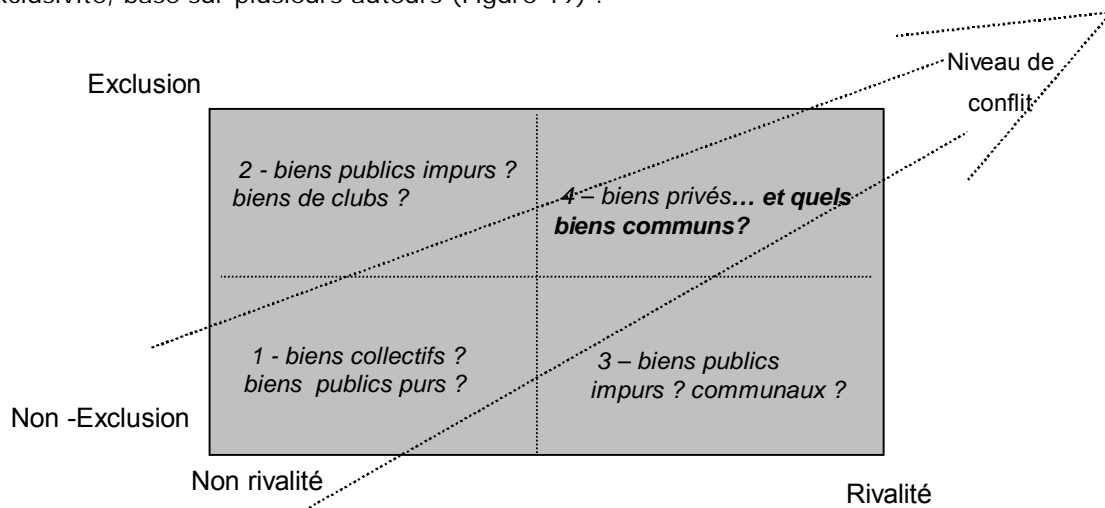 xclusivité, basé sur plusieurs auteurs (Figure 19) ?
Niveau de
conflit
Exclusion
2 - biens publics impurs ?
biens de clubs ?
4 – biens privés… et quels
biens communs?
1 - biens collectifs ?
biens publics purs ?
3 – biens publics
impurs ? communaux ?
Non -Exclusion
Non rivalité
Rivalité